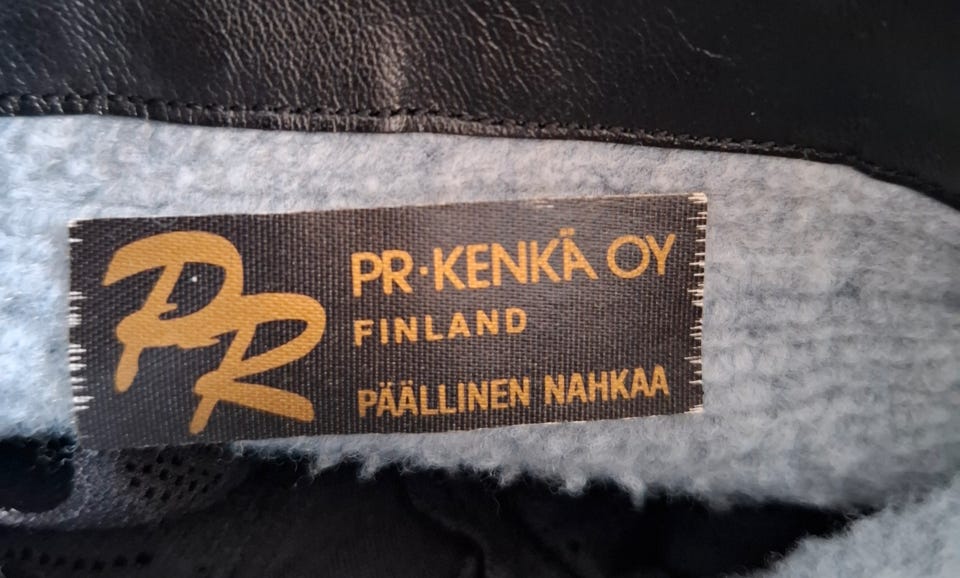 PR
PR·KENKÄ OY
FINLAND
PÄÄLLINEN NAHKAA